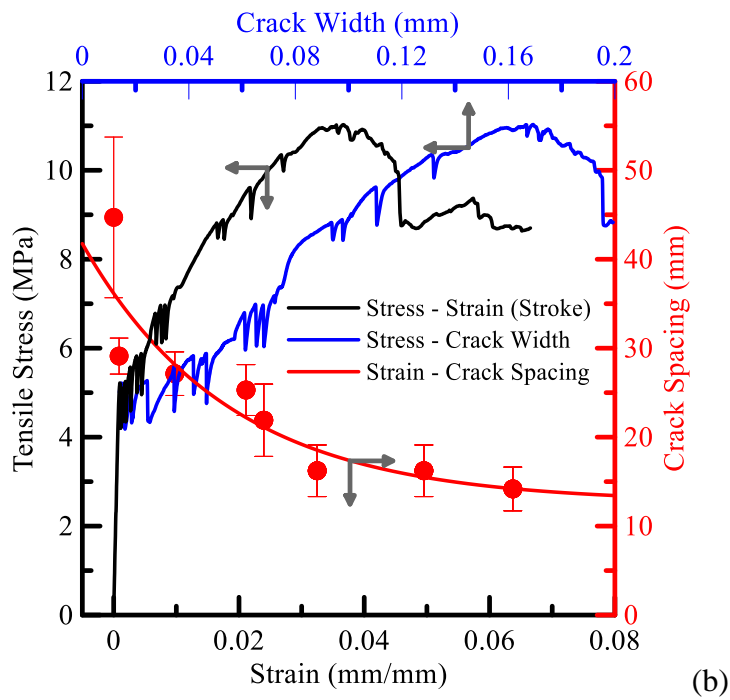 Crack Width (mm)
0 0.04 0.08 0.12 0.16 0.2
12 10 8 6 4 2 0
Tensile Stress (MPa)
60 50 40 30 20 10 0
Crack Spacing (mm)
Stress - Strain (Stroke)
Stress - Crack Width
Strain - Crack Spacing
0 0.02 0.04 0.06 0.08
Strain (mm/mm)
(b)